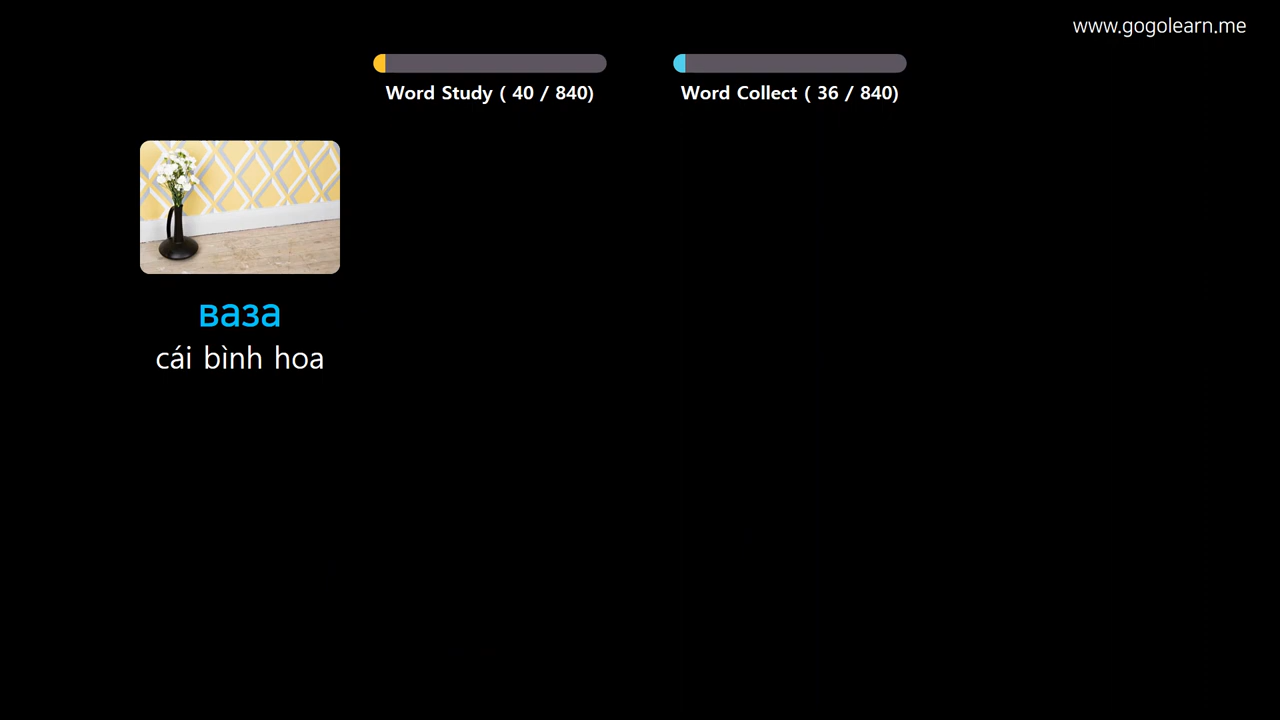 www.gogolearn.me
Word Study ( 40 / 840)
Word Collect ( 36 / 840)
ваза
cái bình hoa